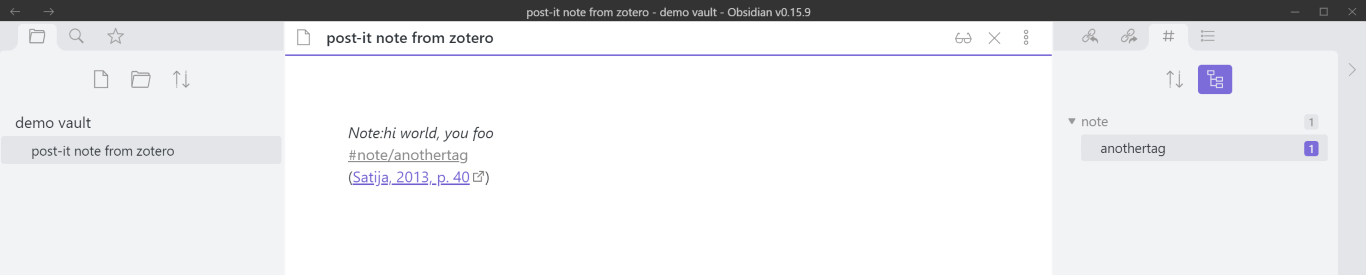 post-it note from zotero - demo vault - Obsidian v0.15.9
post-it note from zotero
demo vault
post-it note from zotero
Note:hi world, you foo
#note/anothertag
(Satija, 2013, p. 40)
note 1
anothertag 1